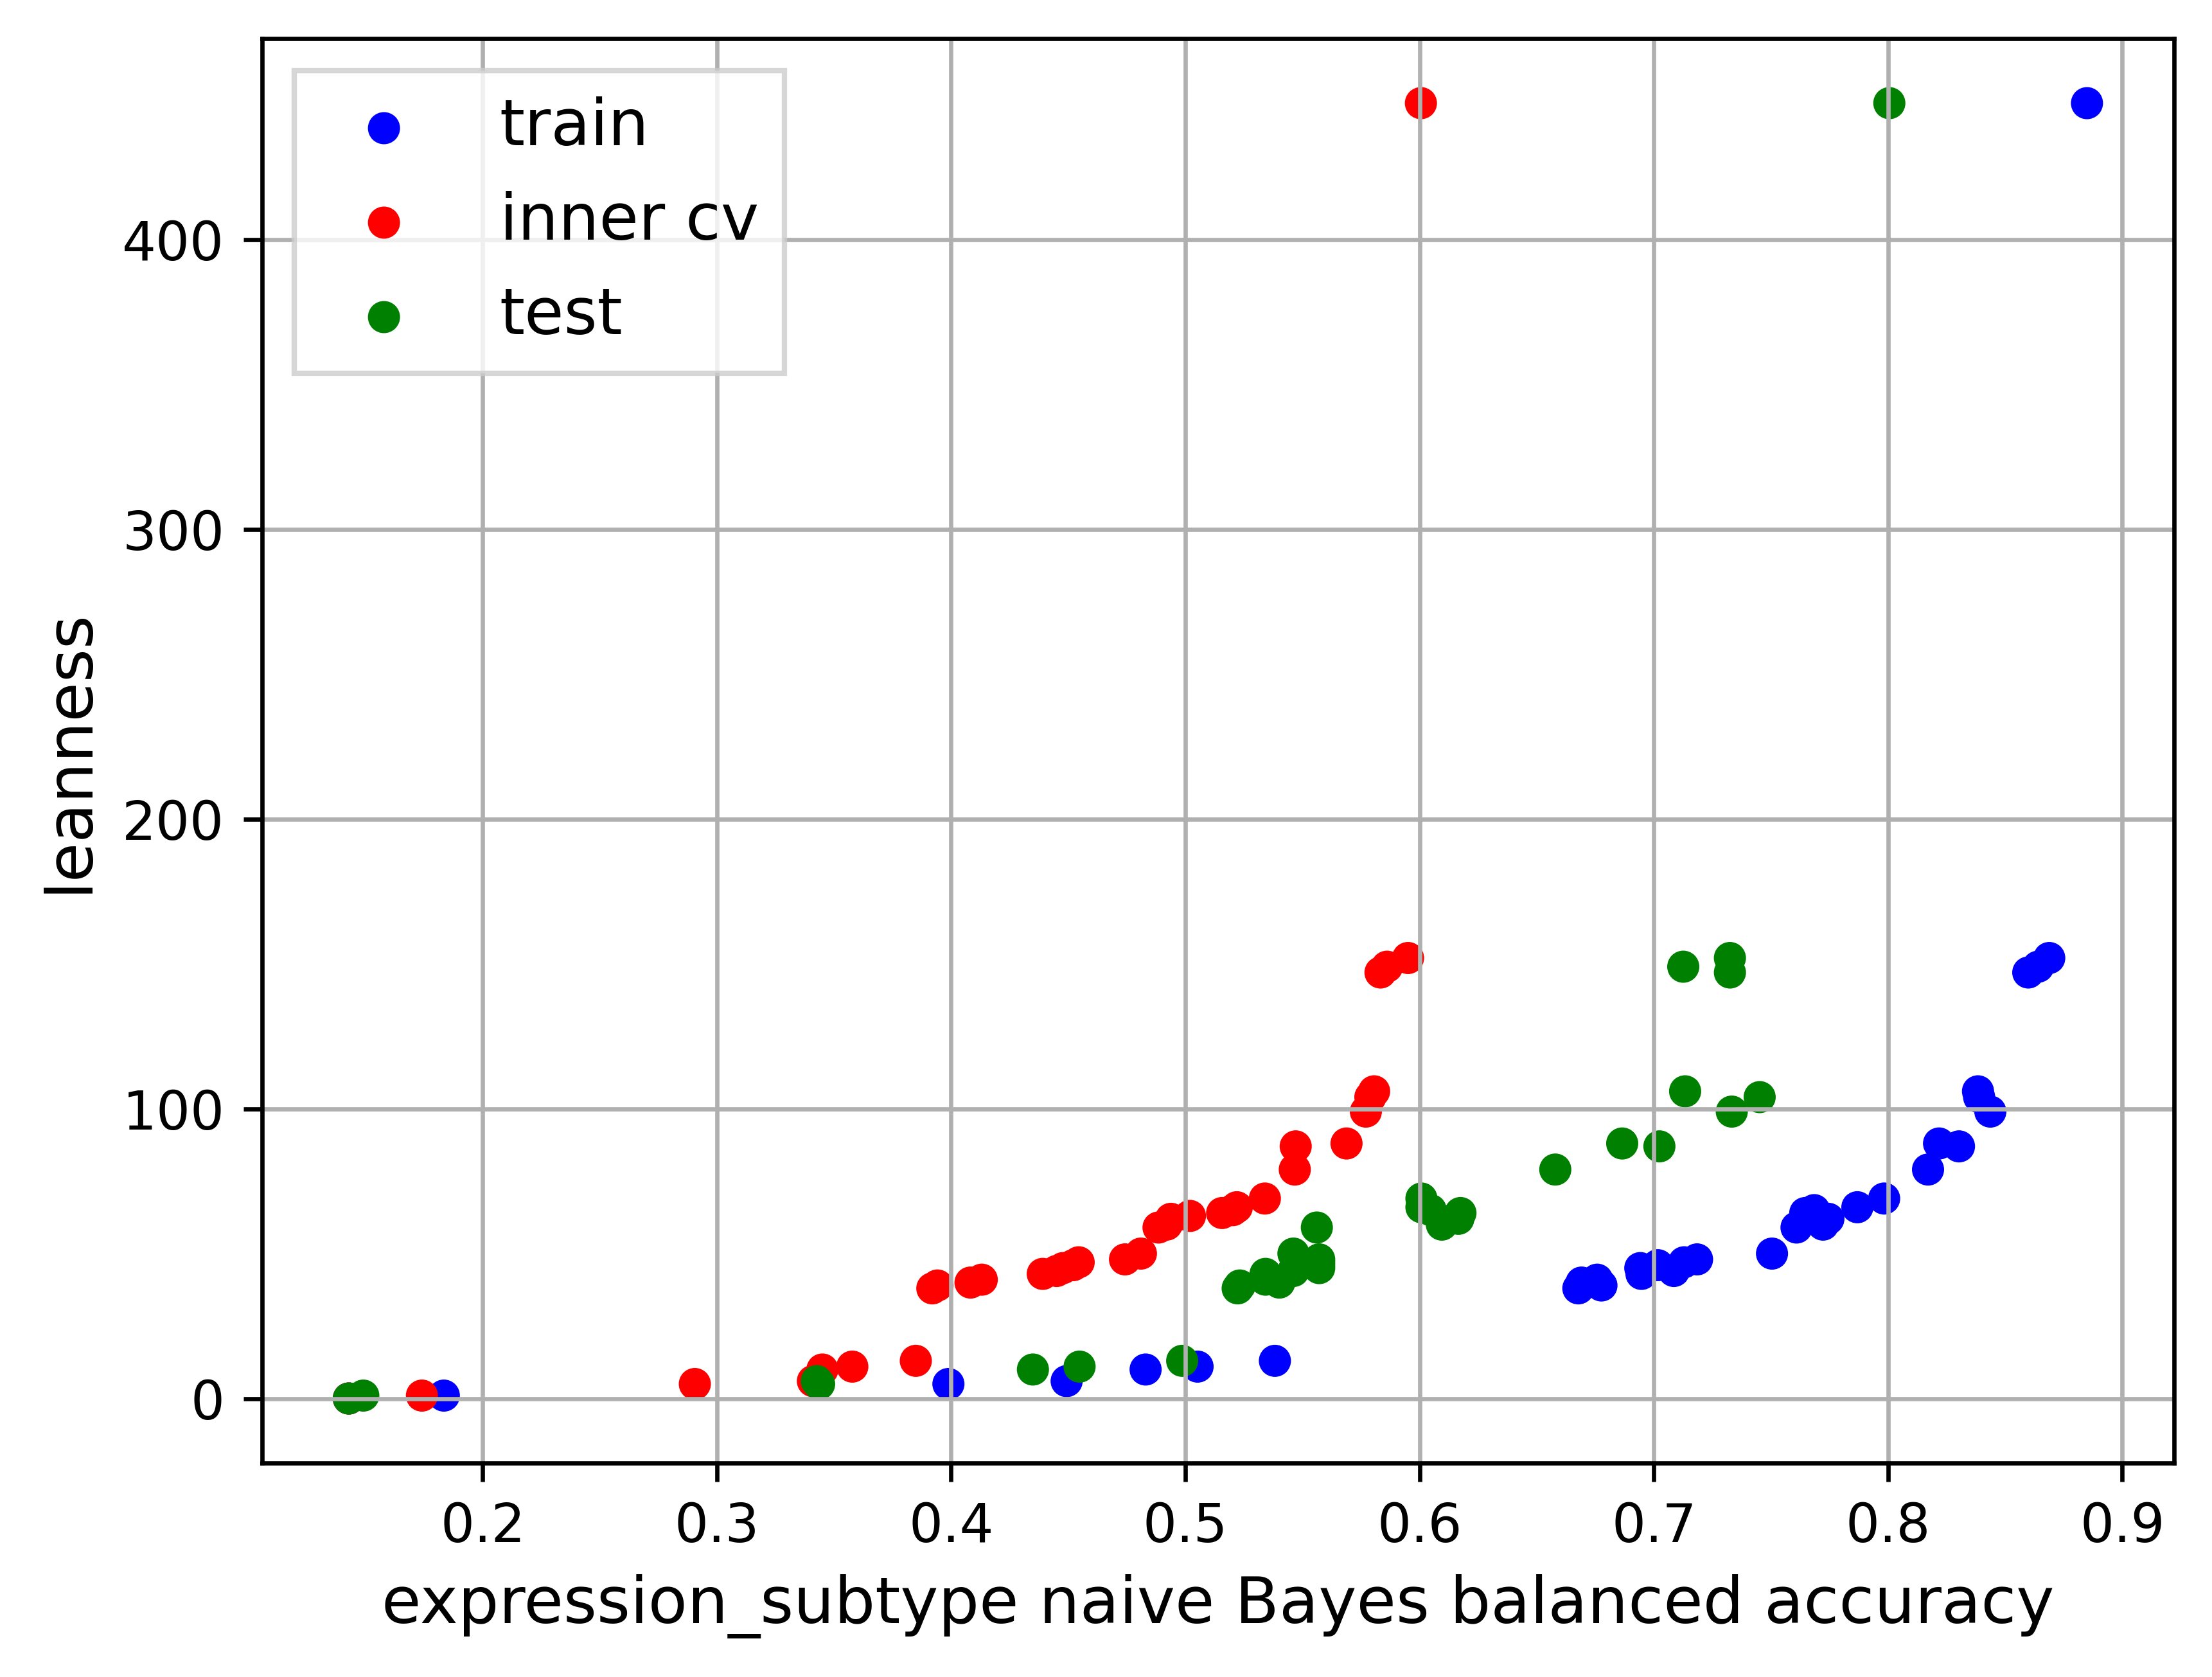 train
inner cv
test
400
300
200
100
0
leanness
0.2 0.3 0.4 0.5 0.6 0.7 0.8 0.9
expression_subtype naive Bayes balanced accuracy